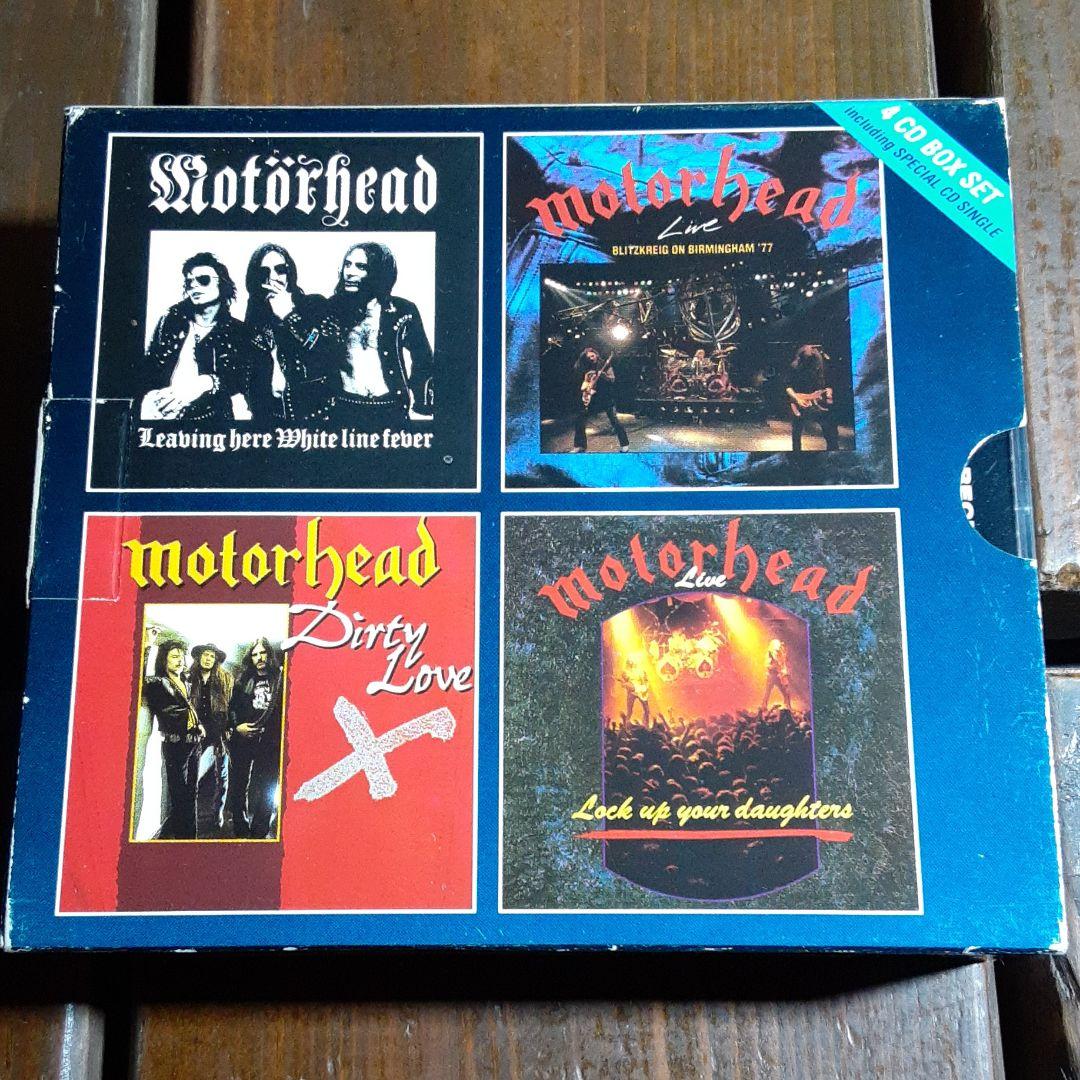 4 CD BOX SET
including SPECIAL CD SINGLE
Motörhead
Leaving here White line fever
motorhead
Live
BLITZKREIG ON BIRMINGHAM '77
motorhead
Dirty
Love
motorhead
Live
Lock up your daughters